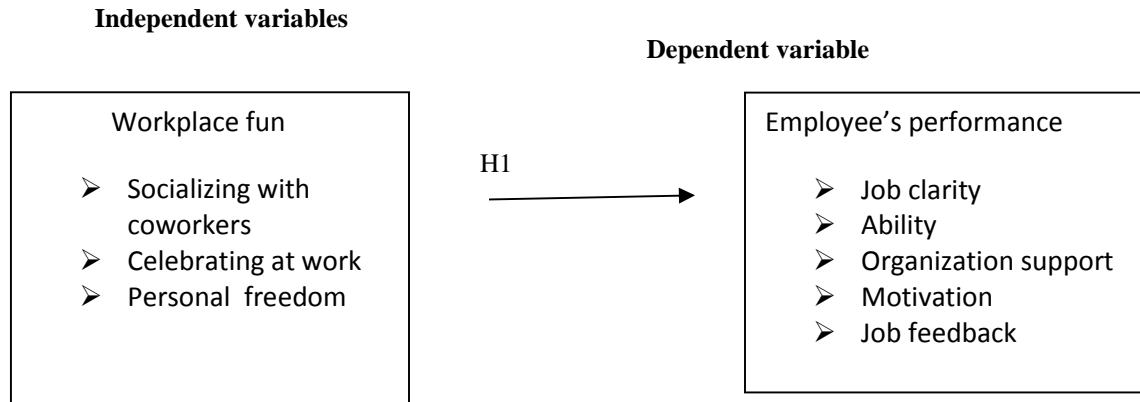 Independent variables
Dependent variable
Workplace fun
➢ Socializing with
coworkers
➢ Celebrating at work
➢ Personal freedom
H1
Employee’s performance
➢ Job clarity
➢ Ability
➢ Organization support
➢ Motivation
➢ Job feedback